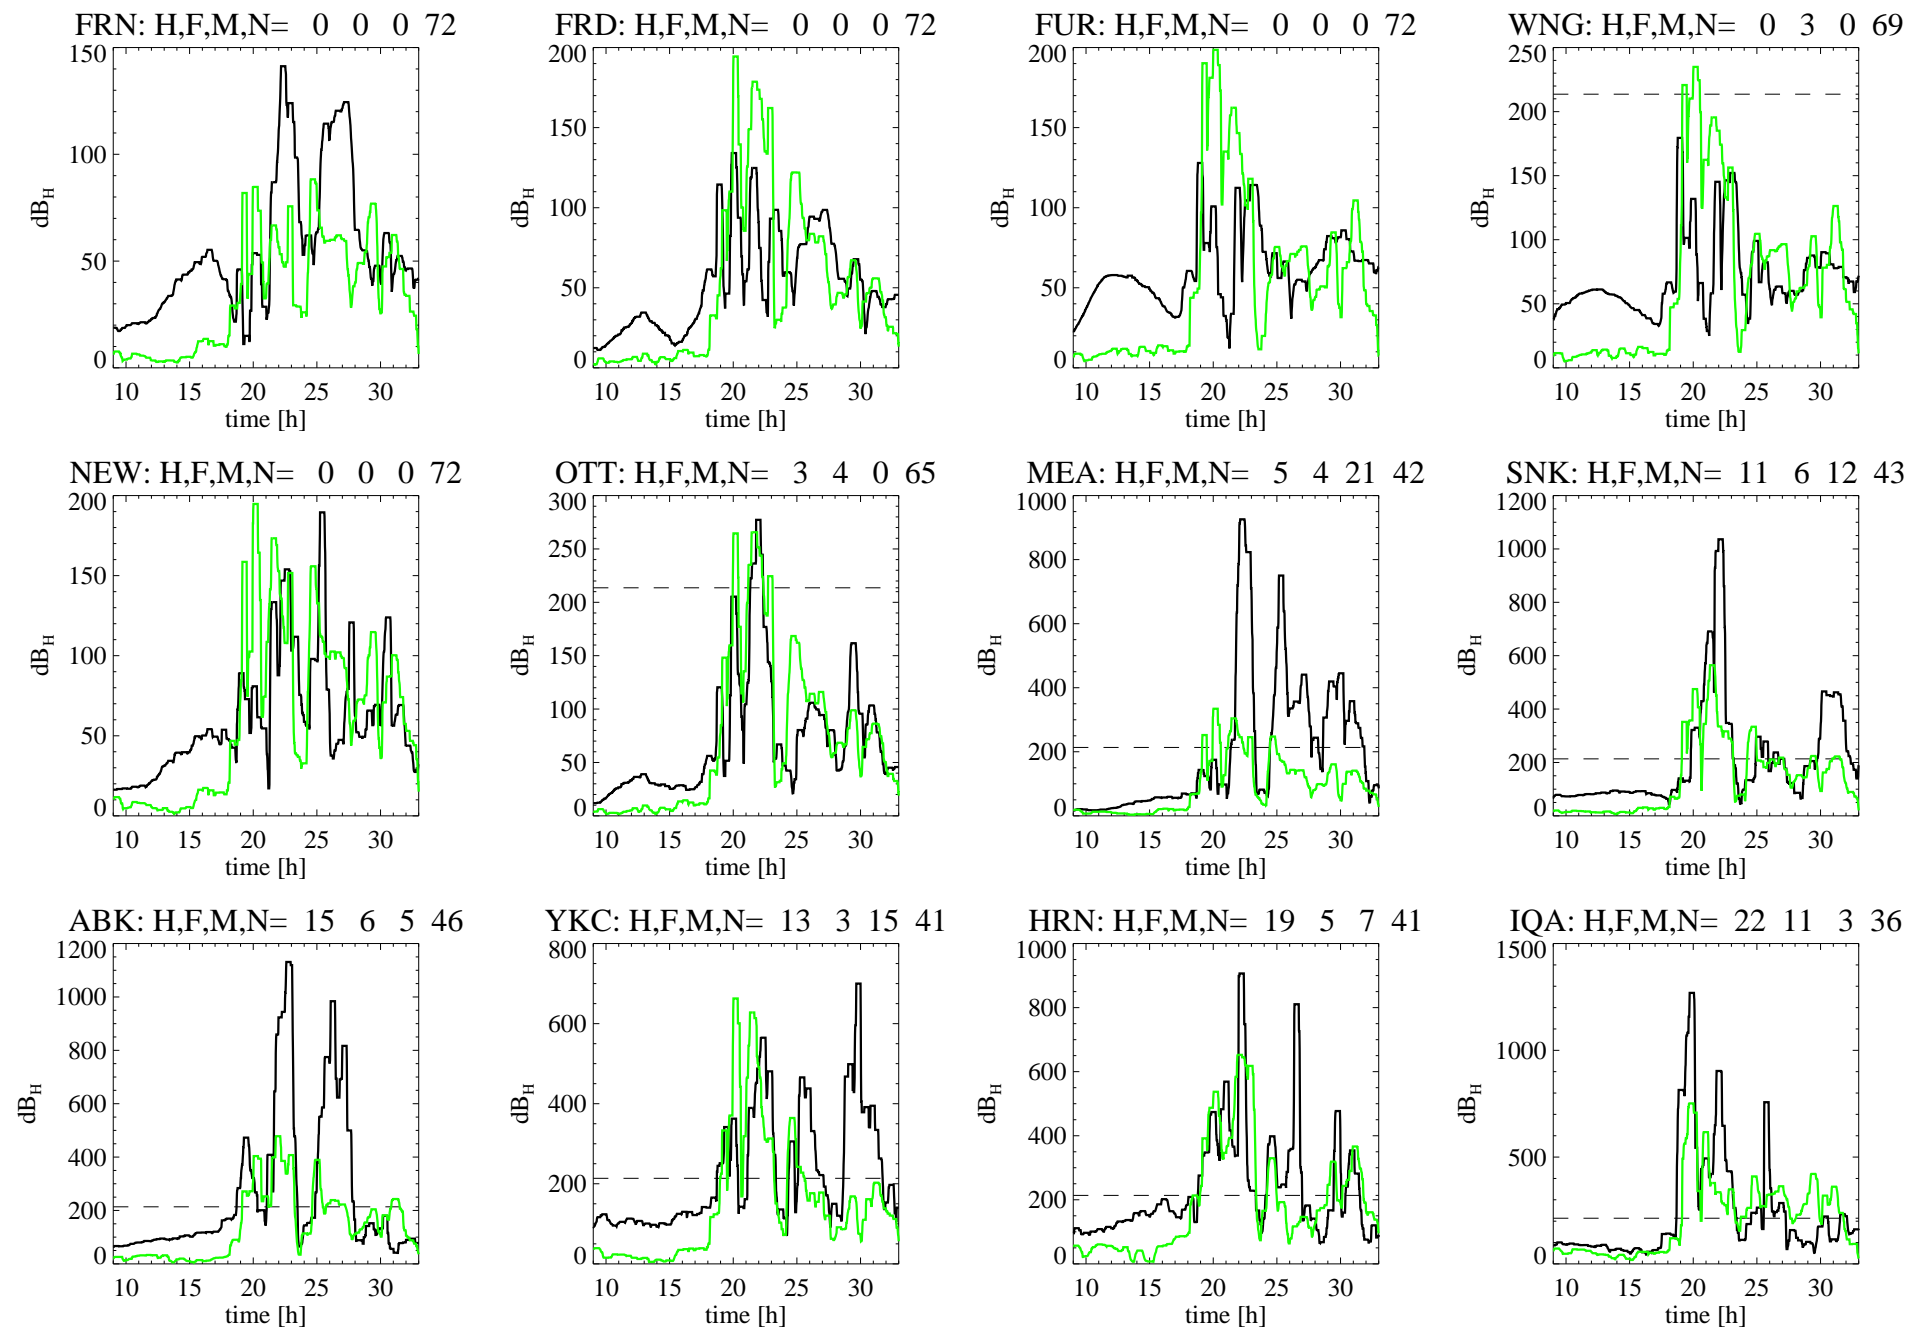 FRN: H,F,M,N= 0 0 0 72
150
100
50
0
dB_H
10 15 20 25 30
time [h]
FRD: H,F,M,N= 0 0 0 72
200
150
100
50
0
dB_H
10 15 20 25 30
time [h]
FUR: H,F,M,N= 0 0 0 72
200
150
100
50
0
dB_H
10 15 20 25 30
time [h]
WNG: H,F,M,N= 0 3 0 69
250
200
150
100
50
0
dB_H
10 15 20 25 30
time [h]
NEW: H,F,M,N= 0 0 0 72
200
150
100
50
0
dB_H
10 15 20 25 30
time [h]
OTT: H,F,M,N= 3 4 0 65
300
250
200
150
100
50
0
dB_H
10 15 20 25 30
time [h]
MEA: H,F,M,N= 5 4 21 42
1000
800
600
400
200
0
dB_H
10 15 20 25 30
time [h]
SNK: H,F,M,N= 11 6 12 43
1200
1000
800
600
400
200
0
dB_H
10 15 20 25 30
time [h]
ABK: H,F,M,N= 15 6 5 46
1200
1000
800
600
400
200
0
dB_H
10 15 20 25 30
time [h]
YKC: H,F,M,N= 13 3 15 41
800
600
400
200
0
dB_H
10 15 20 25 30
time [h]
HRN: H,F,M,N= 19 5 7 41
1000
800
600
400
200
0
dB_H
10 15 20 25 30
time [h]
IQA: H,F,M,N= 22 11 3 36
1500
1000
500
0
dB_H
10 15 20 25 30
time [h]